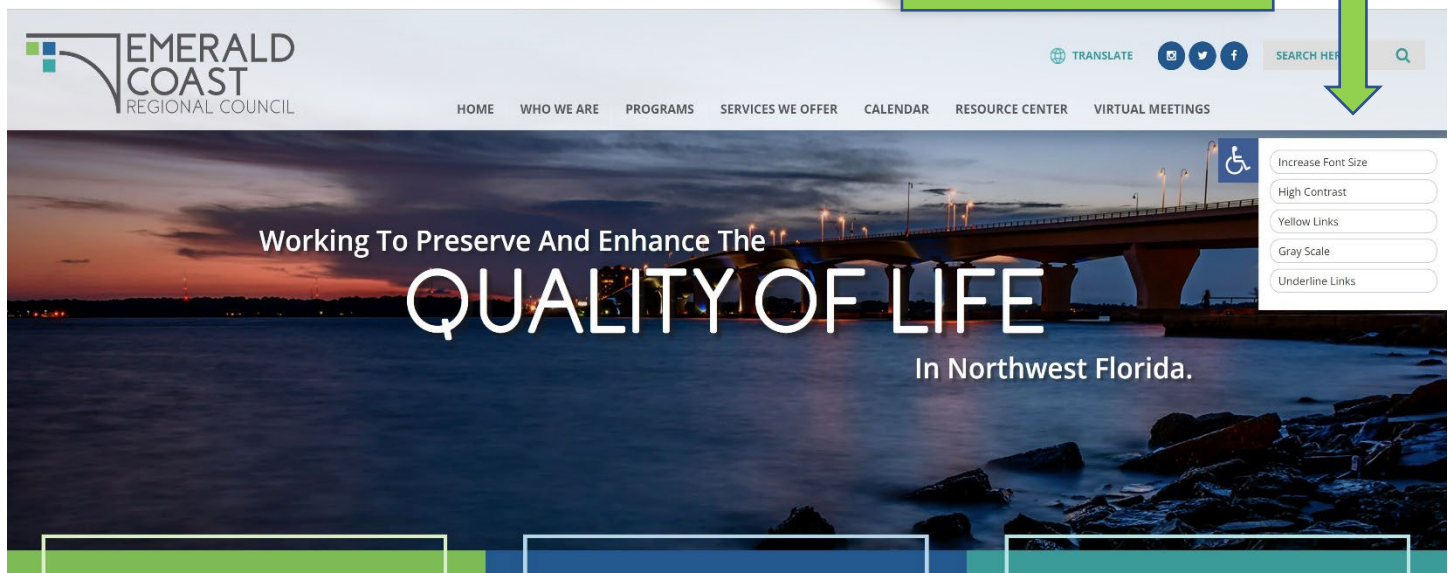 EMERALD
COAST
REGIONAL COUNCIL
TRANSLATE
SEARCH HER
HOME WHO WE ARE PROGRAMS SERVICES WE OFFER CALENDAR RESOURCE CENTER VIRTUAL MEETINGS
Increase Font Size
High Contrast
Yellow Links
Gray Scale
Underline Links
Working To Preserve And Enhance The
QUALITY OF LIFE
In Northwest Florida.